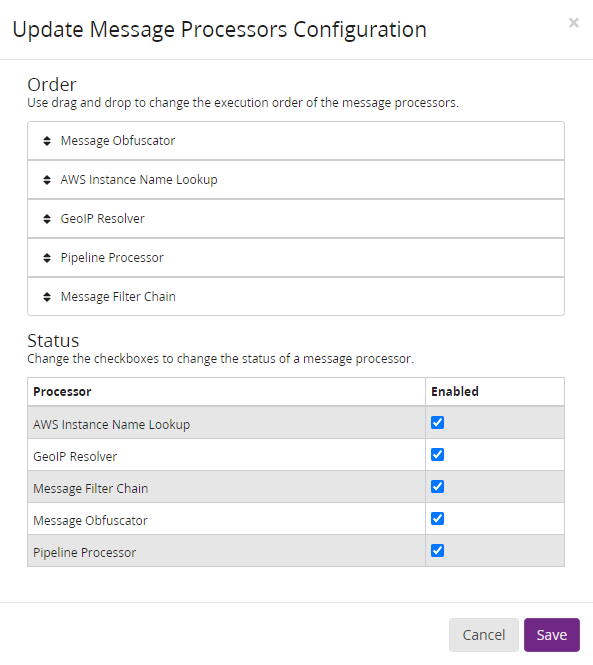 Update Message Processors Configuration
×
Order
Use drag and drop to change the execution order of the message processors.
Message Obfuscator
AWS Instance Name Lookup
GeoIP Resolver
Pipeline Processor
Message Filter Chain
Status
Change the checkboxes to change the status of a message processor.
Processor Enabled
AWS Instance Name Lookup
GeoIP Resolver
Message Filter Chain
Message Obfuscator
Pipeline Processor
Cancel Save